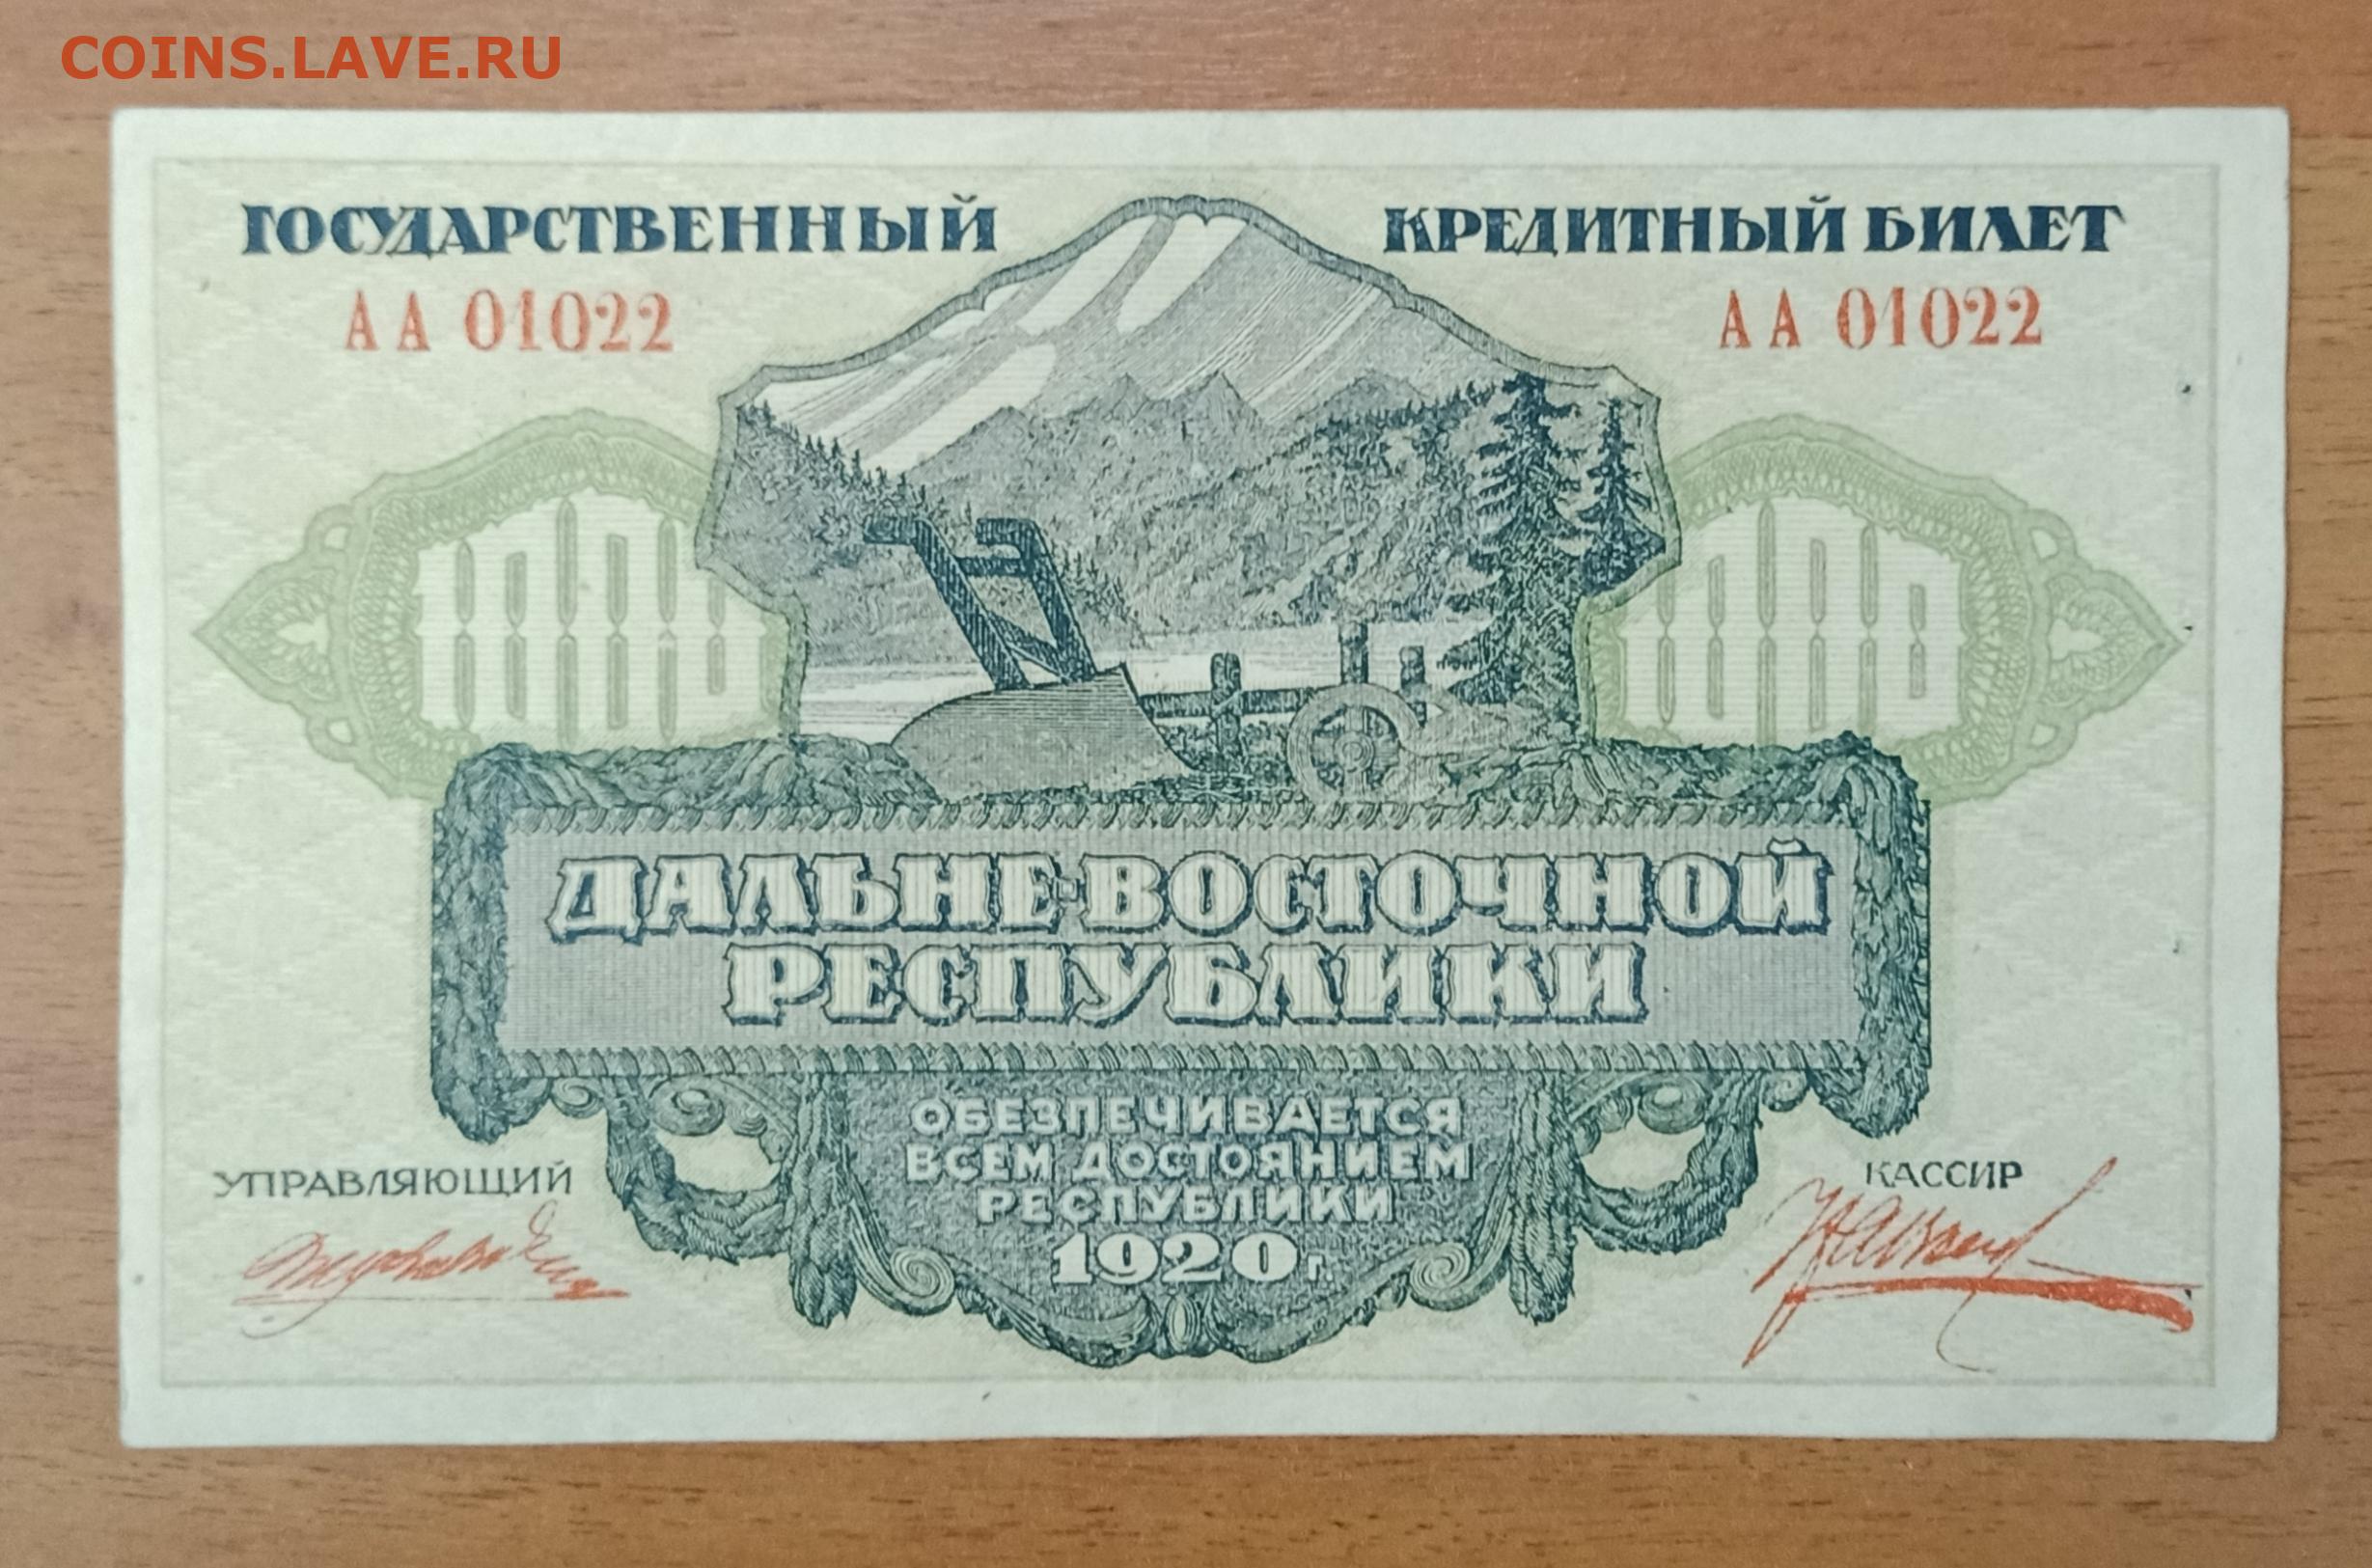 COINS.LAVE.RU
ГОСУДАРСТВЕННЫЙ КРЕДИТНЫЙ БИЛЕТ
АА 01022 АА 01022
1000 1000
ДАЛЬНЕ-ВОСТОЧНОЙ
РЕСПУБЛИКИ
ОБЕЗПЕЧИВАЕТСЯ
ВСЕМ ДОСТОЯНИЕМ
РЕСПУБЛИКИ
1920 г.
УПРАВЛЯЮЩИЙ КАССИР